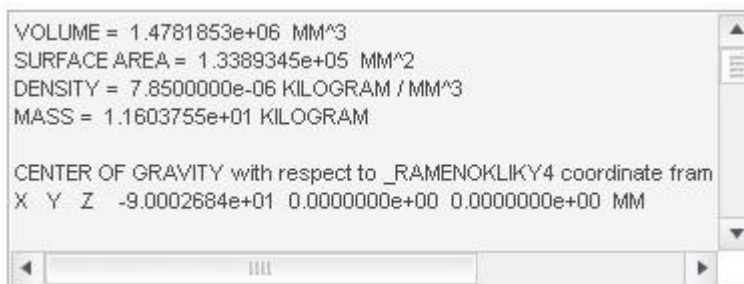 VOLUME = 1.4781853e+06 MM^3
SURFACE AREA = 1.3389345e+05 MM^2
DENSITY = 7.8500000e-06 KILOGRAM / MM^3
MASS = 1.1603755e+01 KILOGRAM
CENTER OF GRAVITY with respect to _RAMENOKLIKY4 coordinate fram
X Y Z -9.0002684e+01 0.0000000e+00 0.0000000e+00 MM